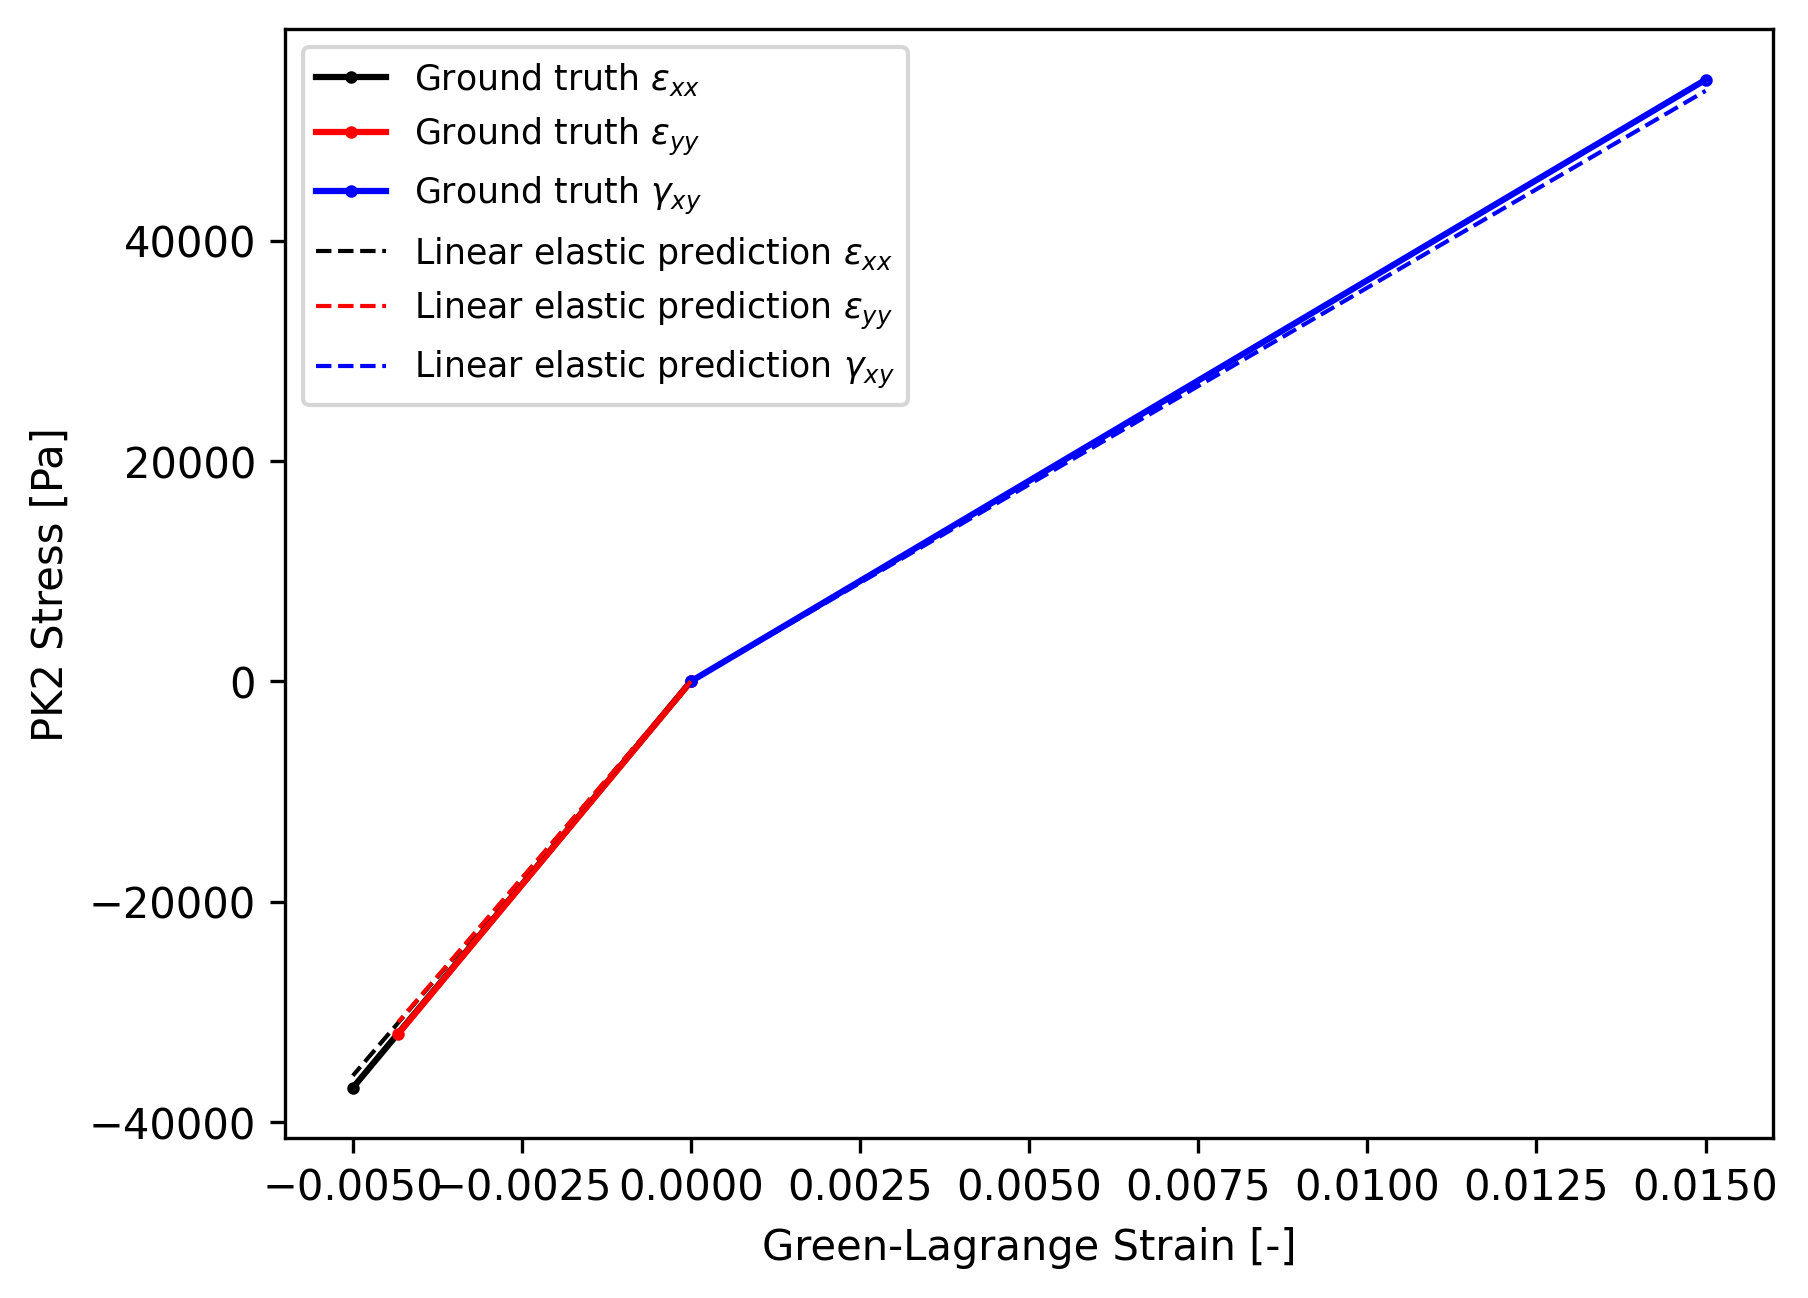 Ground truth εxx
Ground truth εyy
Ground truth γxy
Linear elastic prediction εxx
Linear elastic prediction εyy
Linear elastic prediction γxy
40000
20000
0
−20000
−40000
PK2 Stress [Pa]
−0.0050 −0.0025 0.0000 0.0025 0.0050 0.0075 0.0100 0.0125 0.0150
Green-Lagrange Strain [-]